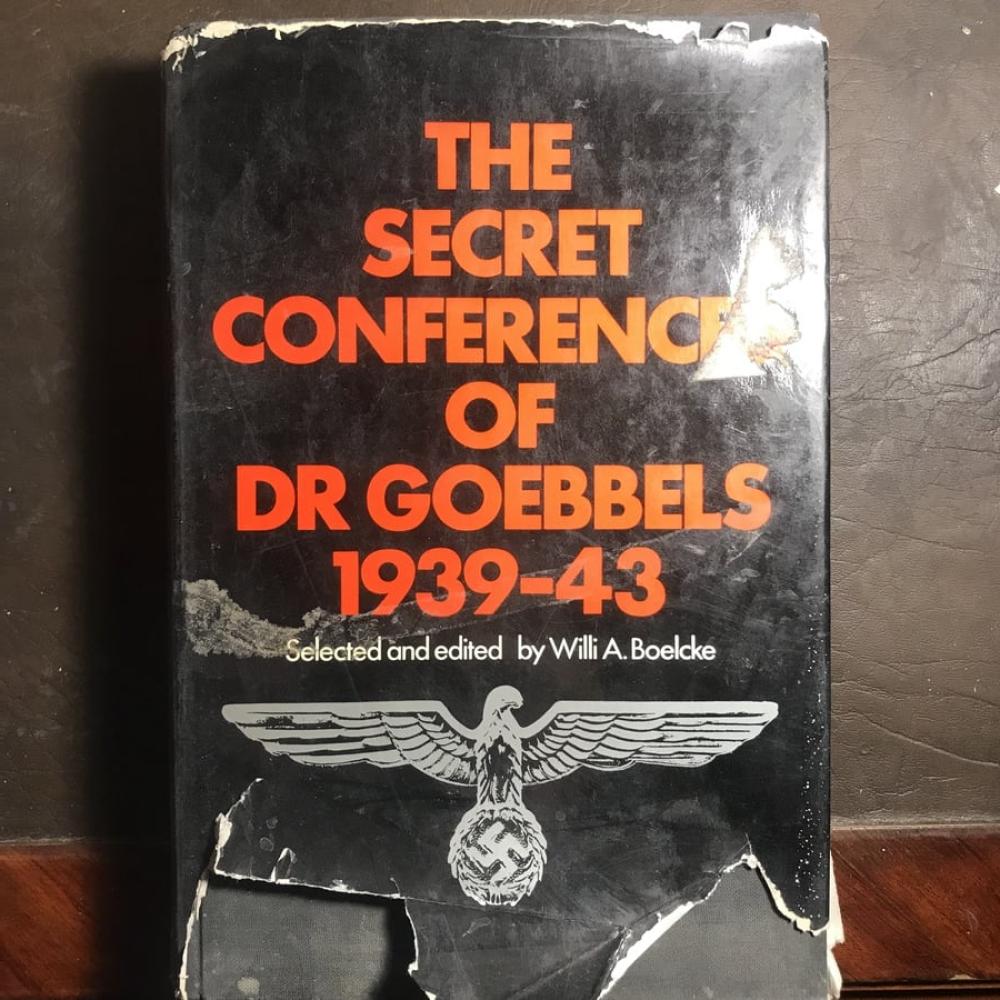 THE
SECRET
CONFERENCES
OF
DR GOEBBELS
1939-43
Selected and edited by Willi A. Boelcke